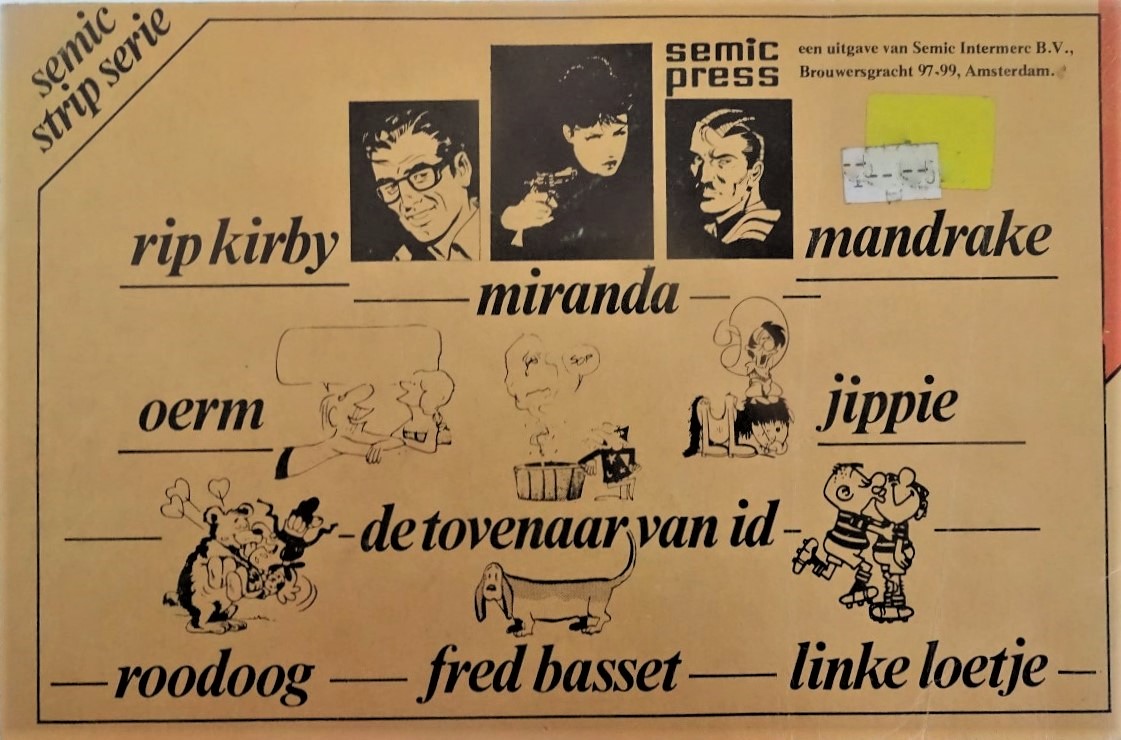 semic
strip serie
semic
press
een uitgave van Semic Intermerc B.V.,
Brouwersgracht 97-99, Amsterdam.
rip kirby
mandrake
miranda
oerm
jippie
de tovenaar van id
roodoog
fred basset
linke loetje